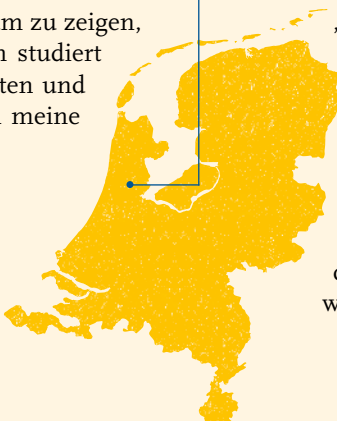 m zu zeigen,
studiert
ten und
meine